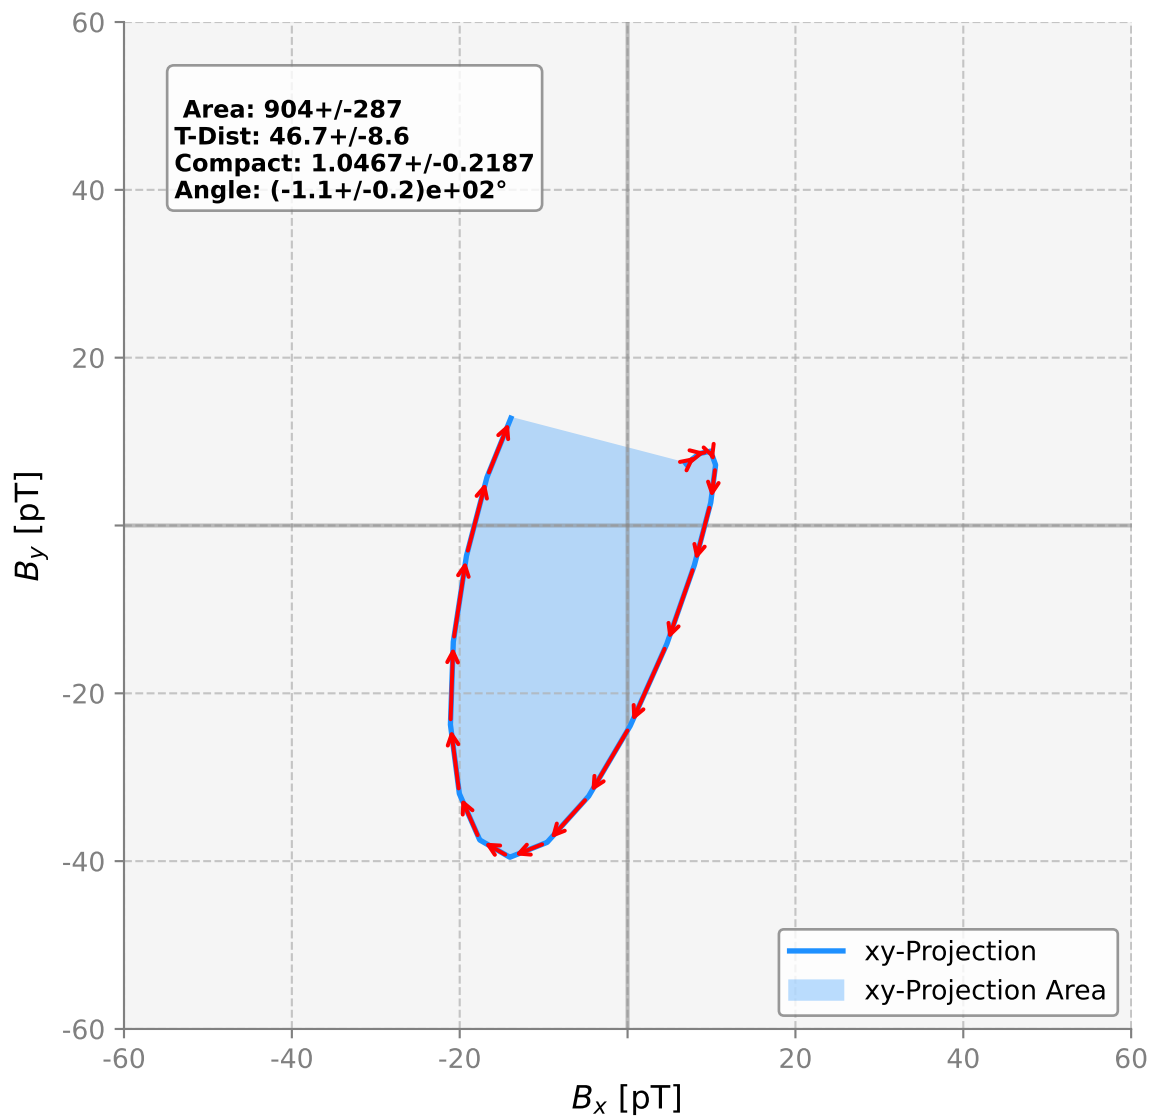 60
Area: 904+/-287
T-Dist: 46.7+/-8.6
Compact: 1.0467+/-0.2187
Angle: (-1.1+/-0.2)e+02°
40
20
B_y [pT]
-20
-40
xy-Projection
xy-Projection Area
-60
-60 -40 -20 20 40 60
B_x [pT]